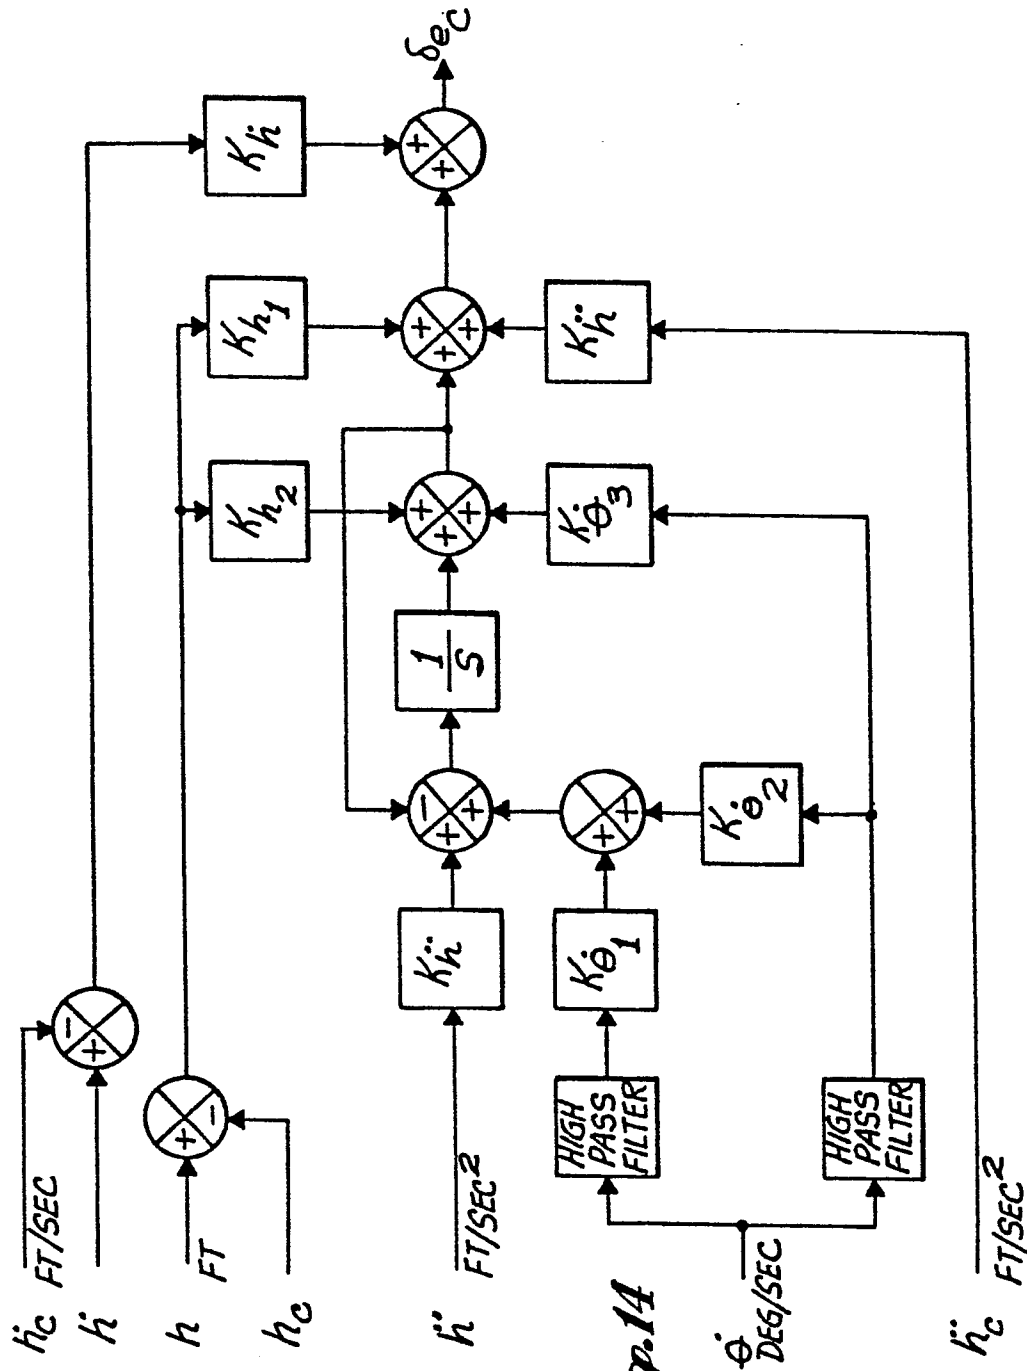 ḣc FT/SEC
ḣ
h
FT
hc
-
+
+
-
Kh2
Kh1
Kḣ
ḧ
FT/SEC²
Kḧ
-
+
+
1
S
+
+
+
+
+
+
+
+
δec
HIGH
PASS
FILTER
Kθ̇1
+
+
Kθ̇3
Kḧ
p.14
θ̇
DEG/SEC
Kθ̇2
HIGH
PASS
FILTER
ḧc FT/SEC²